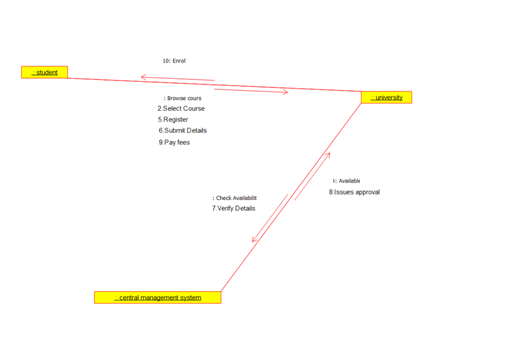 10: Enrol
: student
: Browse cours
: university
2.Select Course
5.Register
6.Submit Details
9.Pay fees
: Availablk
8.Issues approval
: Check Availabilit
7.Verify Details
: central management system